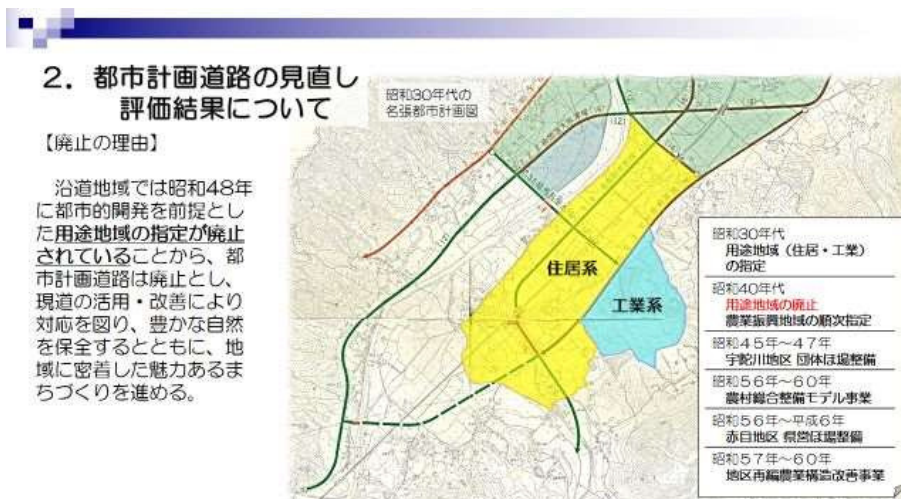 2．都市計画道路の見直し
評価結果について
【廃止の理由】
沿道地域では昭和48年
に都市的開発を前提とし
た用途地域の指定が廃止
されていることから、都
市計画道路は廃止とし、
現道の活用・改善により
対応を図り、豊かな自然
を保全するとともに、地
域に密着した魅力あるま
ちづくりを進める。
昭和30年代の
名張都市計画図
住居系
工業系
昭和30年代
用途地域（住居・工業）
の指定
昭和40年代
用途地域の廃止
農業振興地域の順次指定
昭和45年～47年
宇陀川地区 団体ほ場整備
昭和56年～60年
農村総合整備モデル事業
昭和56年～平成6年
赤目地区 県営ほ場整備
昭和57年～60年
地区再編農業構造改善事業